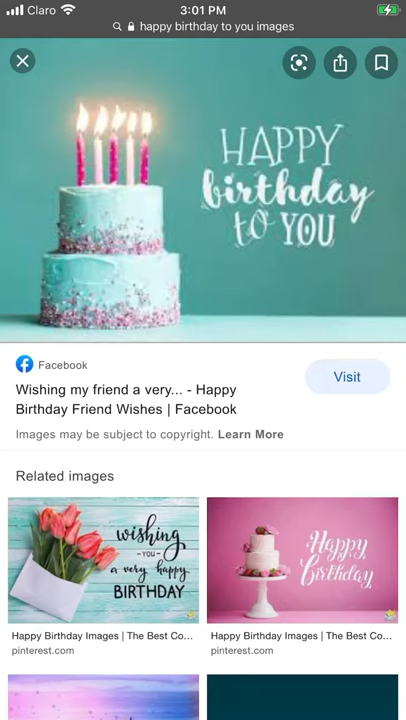 Claro
3:01 PM
happy birthday to you images
HAPPY
birthday
to YOU
Facebook
Wishing my friend a very... - Happy
Birthday Friend Wishes | Facebook
Visit
Images may be subject to copyright. Learn More
Related images
wishing
-YOU-
a very happy
BIRTHDAY
Happy
Birthday
Happy Birthday Images | The Best Co...
pinterest.com
Happy Birthday Images | The Best Co...
pinterest.com